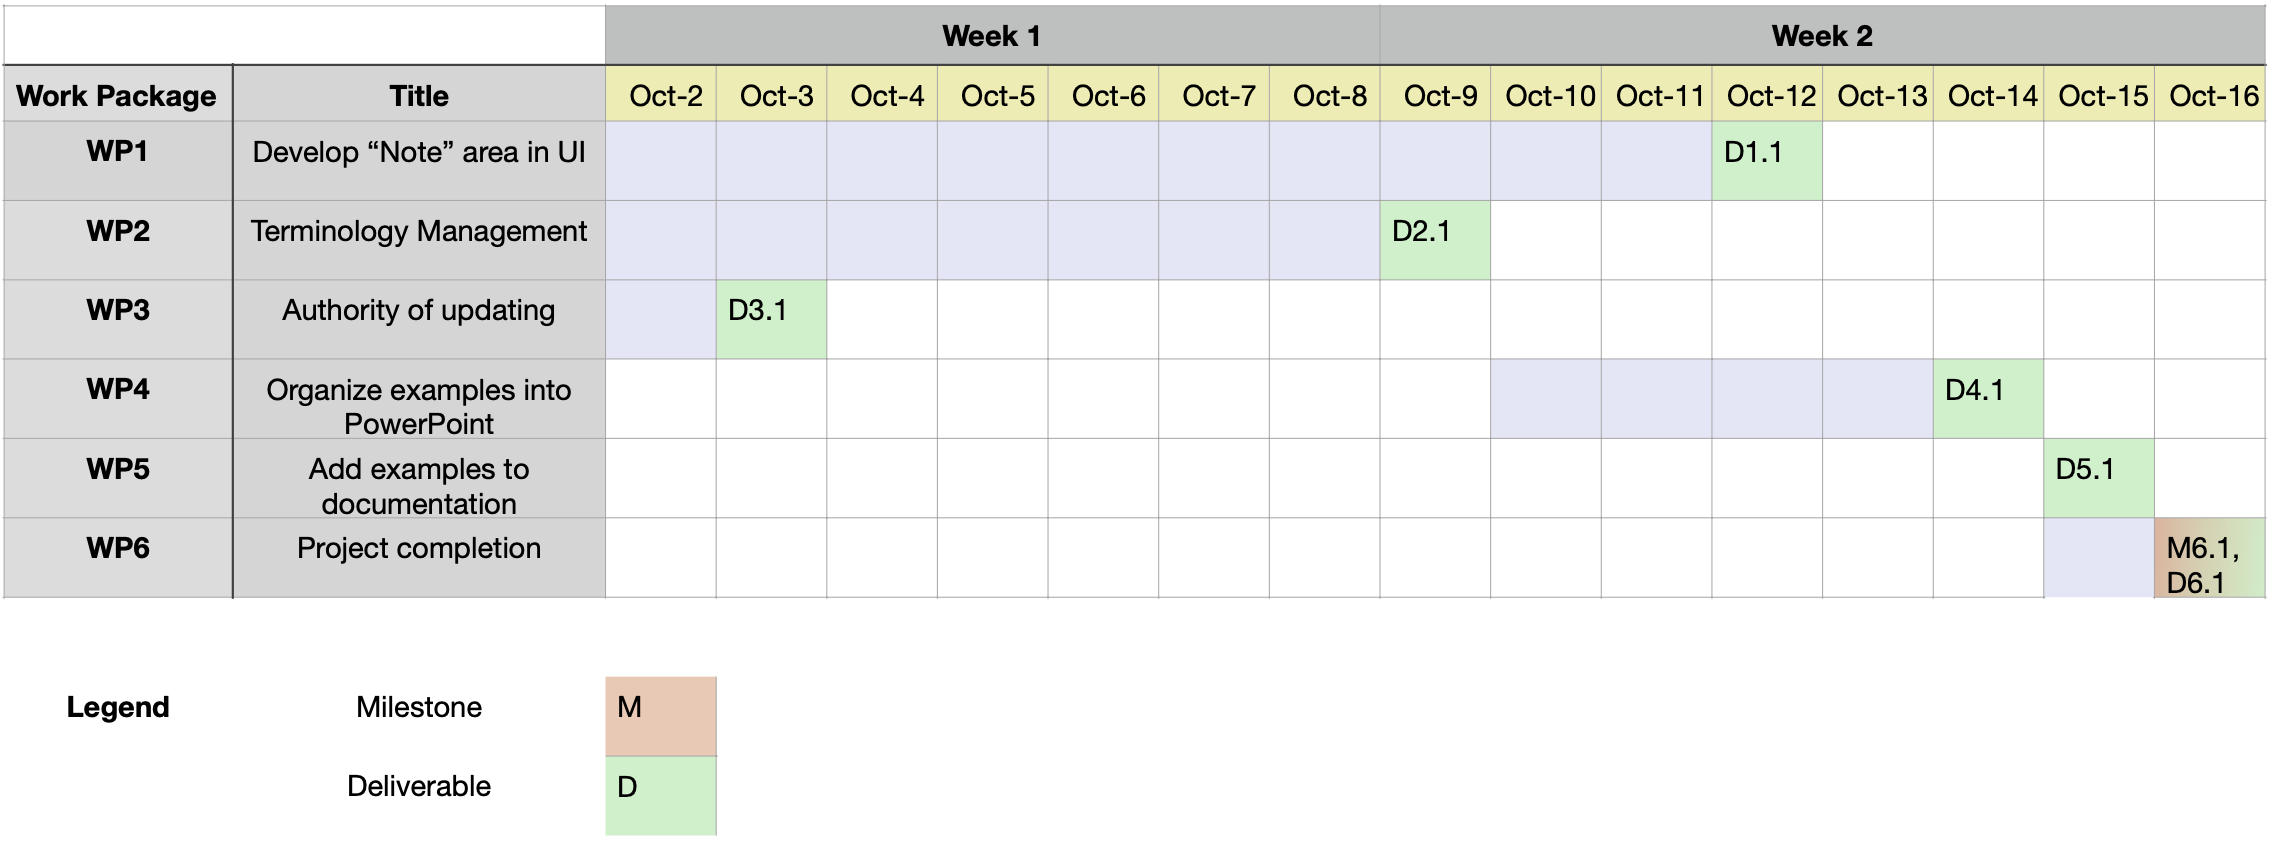 Week 1 Week 2
Work Package Title Oct-2 Oct-3 Oct-4 Oct-5 Oct-6 Oct-7 Oct-8 Oct-9 Oct-10 Oct-11 Oct-12 Oct-13 Oct-14 Oct-15 Oct-16
WP1 Develop “Note” area in UI D1.1
WP2 Terminology Management D2.1
WP3 Authority of updating D3.1
WP4 Organize examples into D4.1
PowerPoint
WP5 Add examples to D5.1
documentation
WP6 Project completion M6.1,
D6.1
Legend Milestone M
Deliverable D